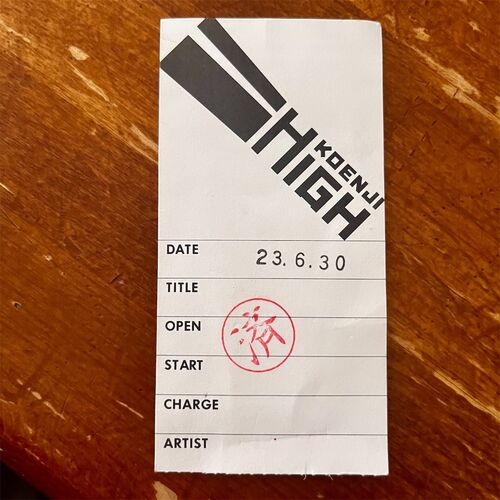 KOENJI
HIGH
DATE 23.6.30
TITLE
OPEN
済
START
CHARGE
ARTIST